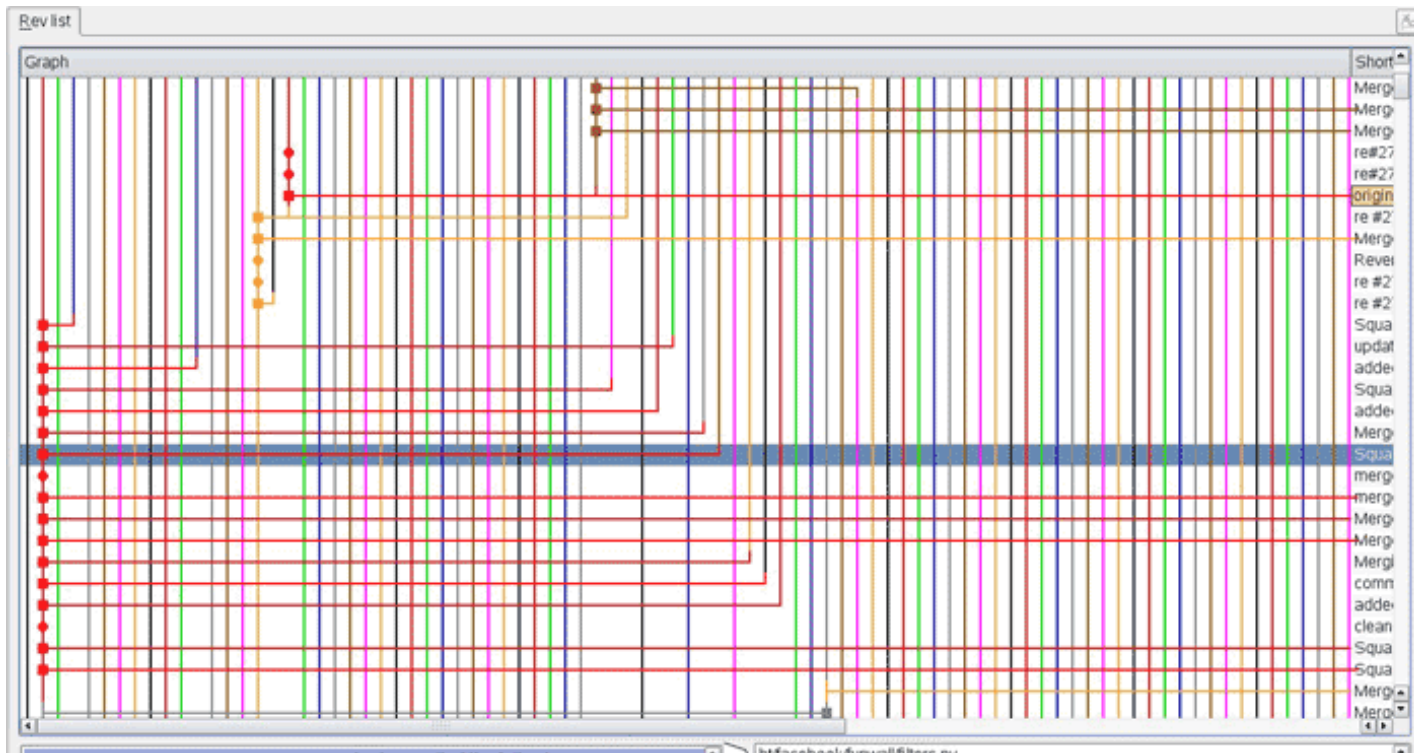 Rev list
Graph
Short
Merg
Merg
Merg
re#27
re#27
origin
re #2
Merg
Rever
re #2
re #2
Squa
updat
adde
Squa
adde
Merg
Squa
merg
merg
Merg
Merg
Mergi
comm
adde
clean
Squa
Squa
Merg
Merg